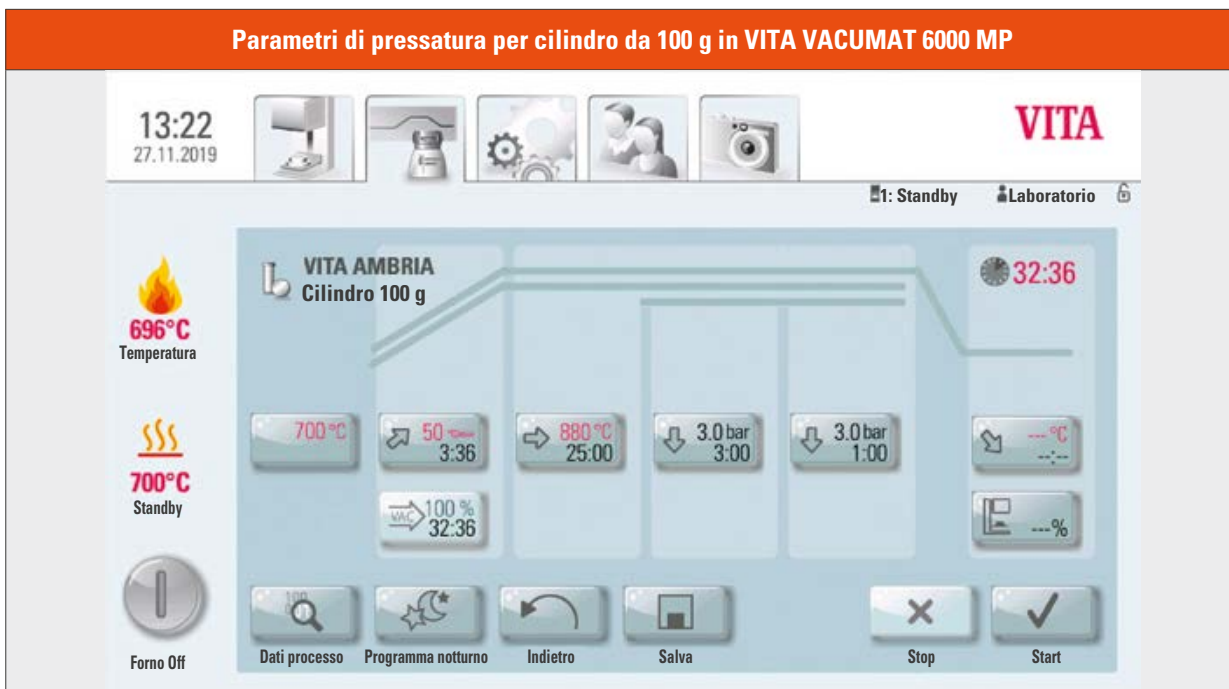 Parametri di pressatura per cilindro da 100 g in VITA VACUMAT 6000 MP
13:22
27.11.2019
VITA
1: Standby
Laboratorio
VITA AMBRIA
Cilindro 100 g
32:36
696°C
Temperatura
700°C
Standby
700 °C
50
3:36
880 °C
25:00
3.0 bar
3:00
3.0 bar
1:00
--- °C
--:--
VAC
100 %
32:36
---%
Forno Off
Dati processo
Programma notturno
Indietro
Salva
Stop
Start